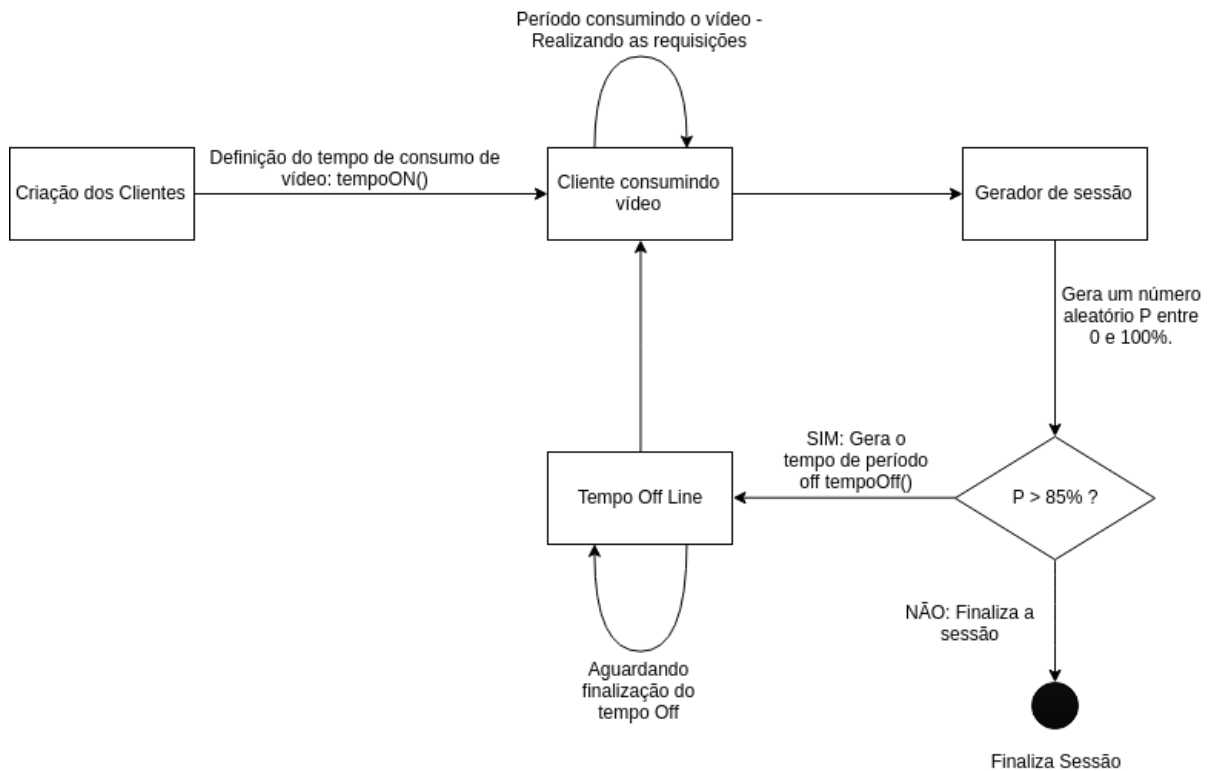 Período consumindo o vídeo -
Realizando as requisições
Criação dos Clientes
Definição do tempo de consumo de
vídeo: tempoON()
Cliente consumindo
vídeo
Gerador de sessão
Gera um número
aleatório P entre
0 e 100%.
P > 85% ?
SIM: Gera o
tempo de período
off tempoOff()
Tempo Off Line
Aguardando
finalização do
tempo Off
NÃO: Finaliza a
sessão
Finaliza Sessão